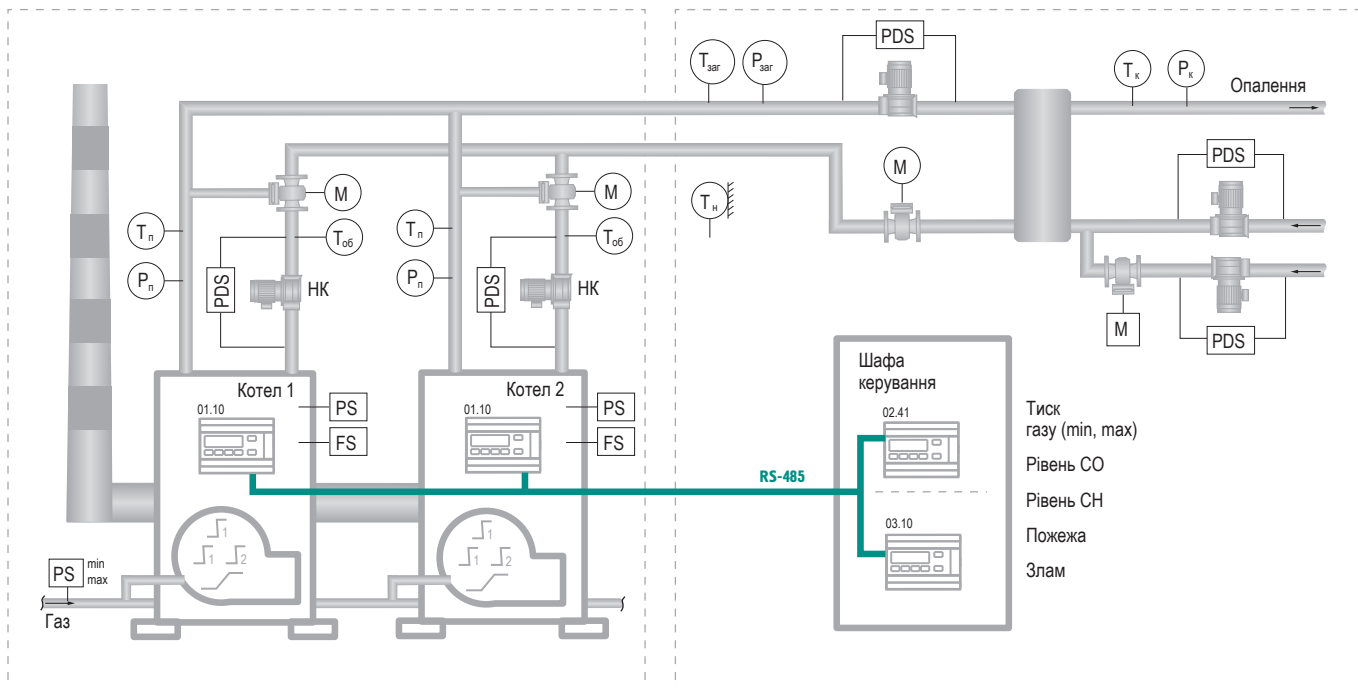 PDS
Tзаг
Pзаг
Tк
Pк
Опалення
PDS
M
M
M
Tн
Tп
Tоб
Tп
Tоб
Pп
PDS
НК
Pп
PDS
НК
M
PDS
Котел 1
01.10
PS
FS
Котел 2
01.10
PS
FS
RS-485
Шафа
керування
02.41
03.10
Тиск
газу (min, max)
Рівень СО
Рівень СН
Пожежа
Злам
1
1
2
1
1
2
PS
min
max
Газ